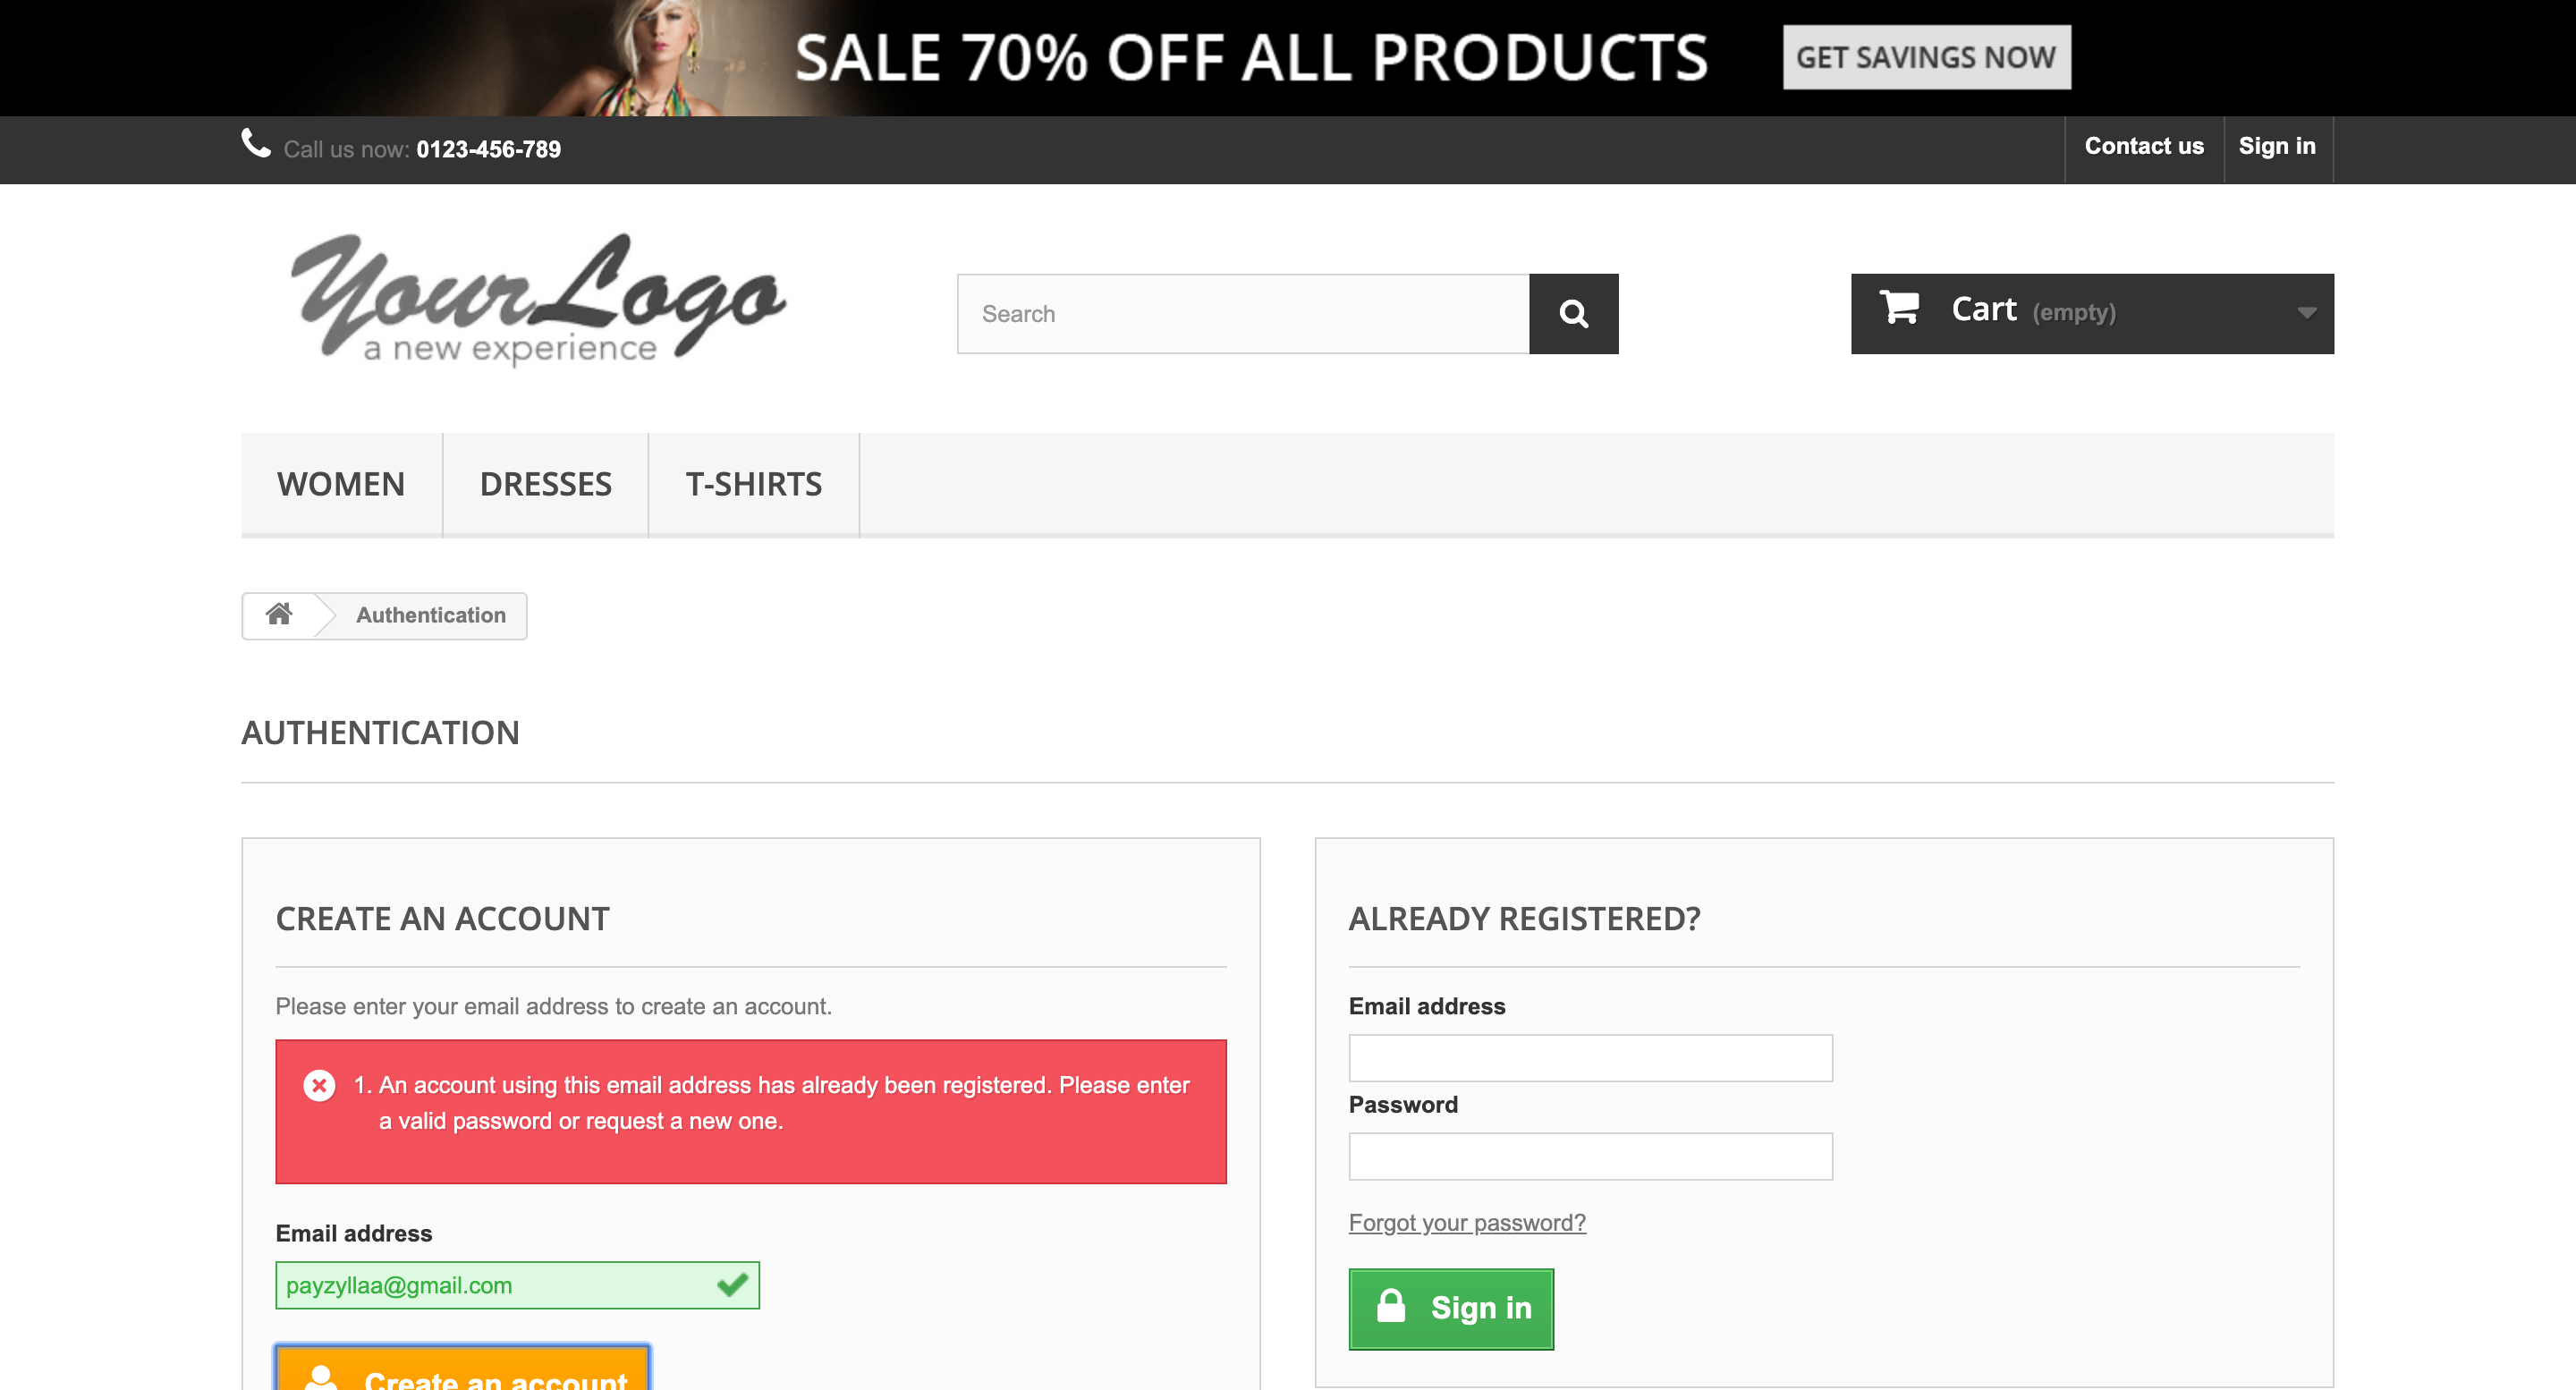 SALE 70% OFF ALL PRODUCTS GET SAVINGS NOW
Call us now: 0123-456-789 Contact us Sign in
YourLogo
a new experience
Search
Cart (empty)
WOMEN DRESSES T-SHIRTS
Authentication
AUTHENTICATION
CREATE AN ACCOUNT
Please enter your email address to create an account.
1. An account using this email address has already been registered. Please enter
a valid password or request a new one.
Email address
payzyllaa@gmail.com
Create an account
ALREADY REGISTERED?
Email address
Password
Forgot your password?
Sign in